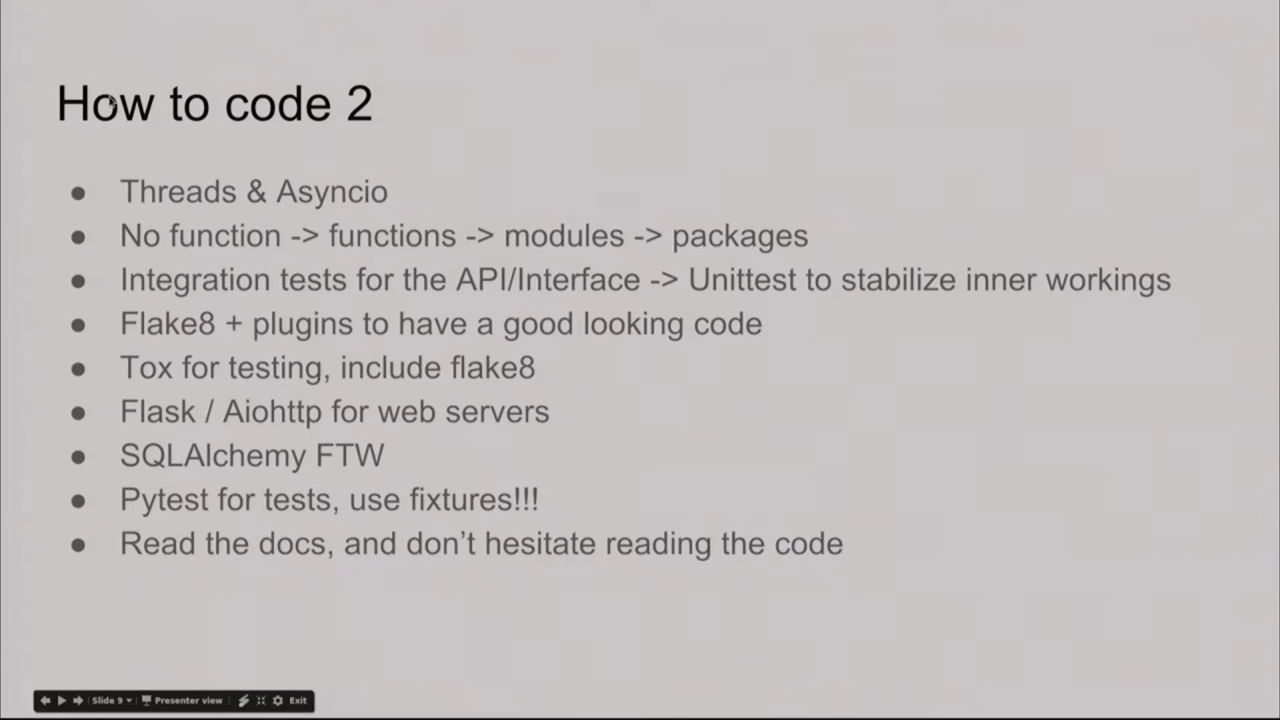 How to code 2
● Threads & Asyncio
● No function -> functions -> modules -> packages
● Integration tests for the API/Interface -> Unittest to stabilize inner workings
● Flake8 + plugins to have a good looking code
● Tox for testing, include flake8
● Flask / Aiohttp for web servers
● SQLAlchemy FTW
● Pytest for tests, use fixtures!!!
● Read the docs, and don’t hesitate reading the code
Slide 9 Presenter view Exit